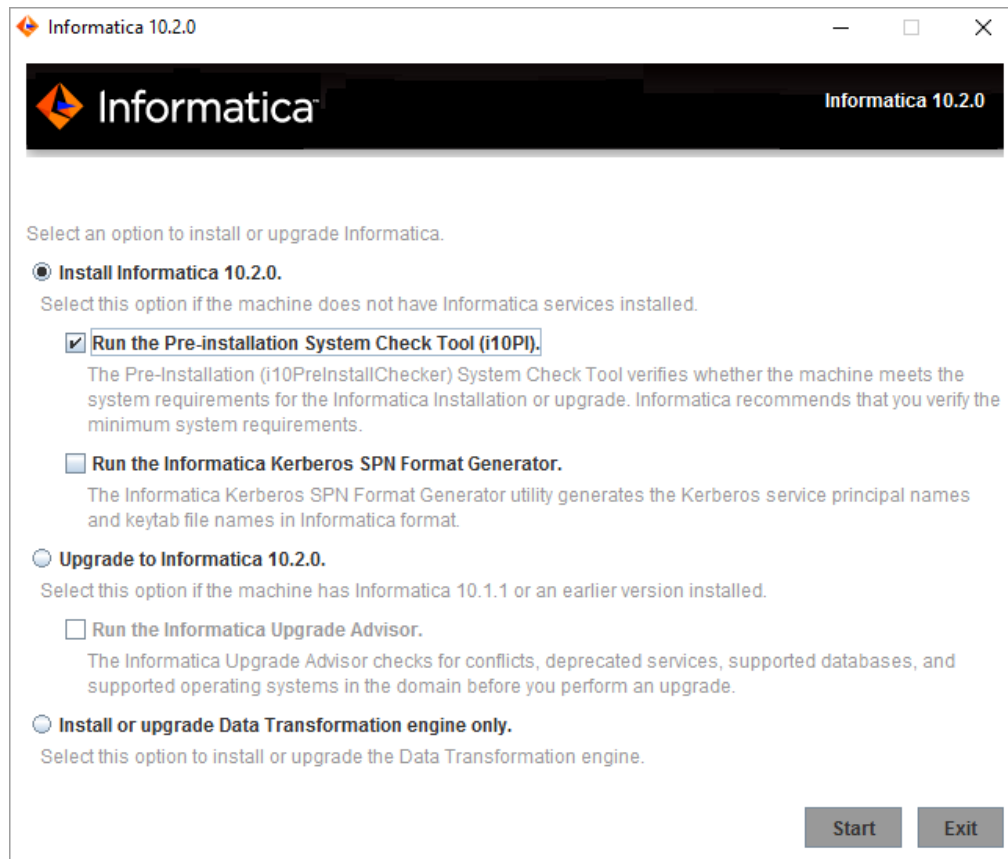 Informatica 10.2.0
Informatica
Informatica 10.2.0
Select an option to install or upgrade Informatica.
Install Informatica 10.2.0.
Select this option if the machine does not have Informatica services installed.
Run the Pre-installation System Check Tool (i10PI).
The Pre-Installation (i10PreInstallChecker) System Check Tool verifies whether the machine meets the
system requirements for the Informatica Installation or upgrade. Informatica recommends that you verify the
minimum system requirements.
Run the Informatica Kerberos SPN Format Generator.
The Informatica Kerberos SPN Format Generator utility generates the Kerberos service principal names
and keytab file names in Informatica format.
Upgrade to Informatica 10.2.0.
Select this option if the machine has Informatica 10.1.1 or an earlier version installed.
Run the Informatica Upgrade Advisor.
The Informatica Upgrade Advisor checks for conflicts, deprecated services, supported databases, and
supported operating systems in the domain before you perform an upgrade.
Install or upgrade Data Transformation engine only.
Select this option to install or upgrade the Data Transformation engine.
Start Exit